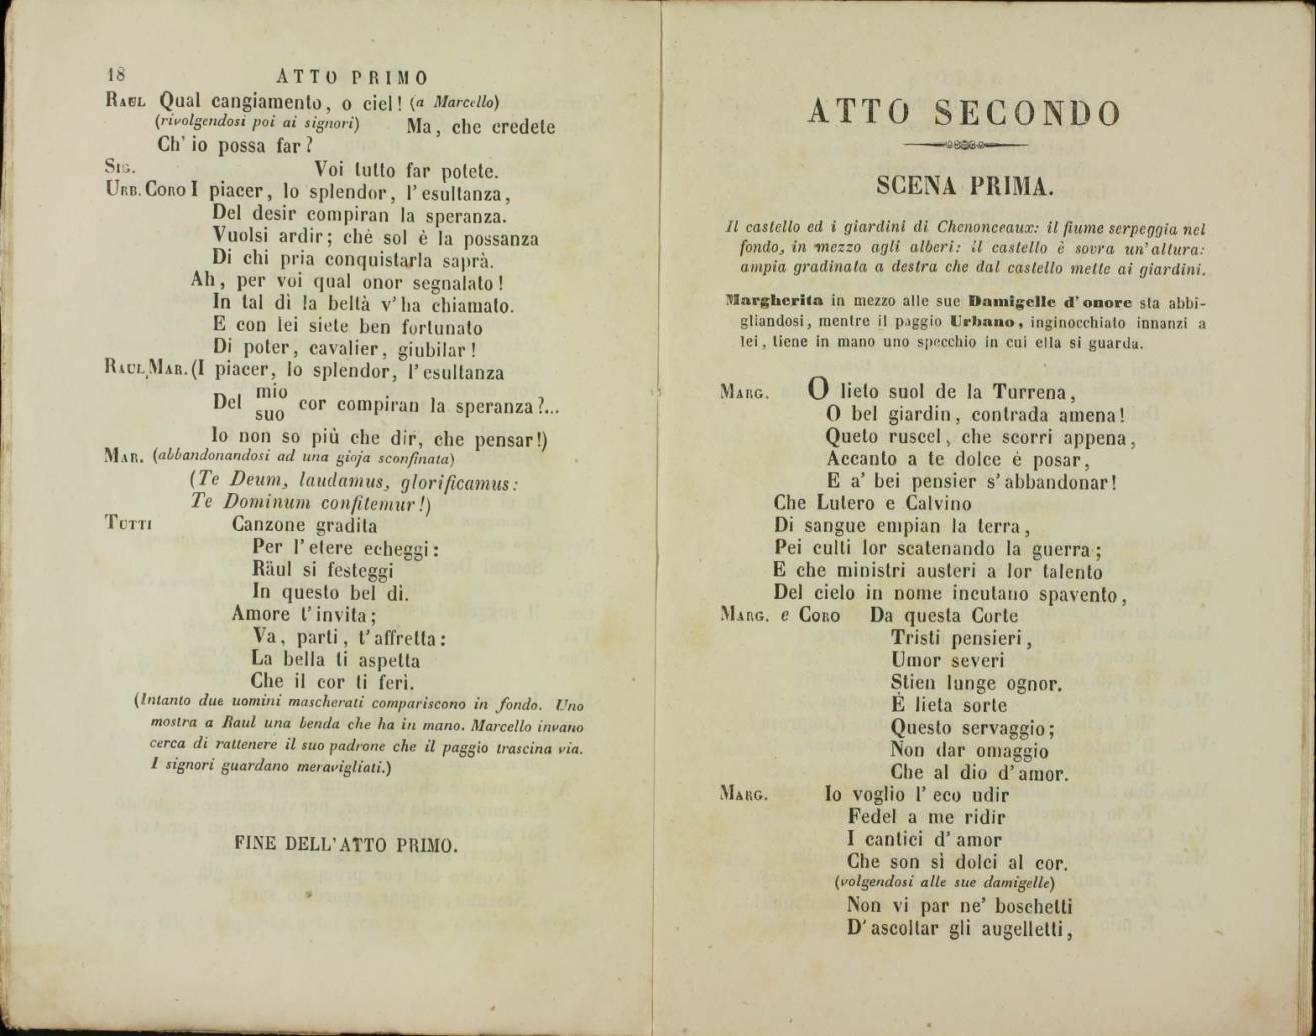 18 ATTO PRIMO
RAUL Qual cangiamento, o ciel! (a Marcello)
(rivolgendosi poi ai signori) Ma, che credete
Ch' io possa far?
SIG. Voi tutto far potete.
URB. CORO I piacer, lo splendor, l'esultanza,
Del desir compiran la speranza.
Vuolsi ardir; chè sol è la possanza
Di chi pria conquistarla saprà.
Ah, per voi qual onor segnalato!
In tal dì la beltà v'ha chiamato.
E con lei siete ben fortunato
Di poter, cavalier, giubilar!
RAUL, MAR. (I piacer, lo splendor, l'esultanza
Del mio
suo cor compiran la speranza?...
Io non so più che dir, che pensar!)
MAR. (abbandonandosi ad una gioja sconfinata)
(Te Deum, laudamus, glorificamus:
Te Dominum confitemur!)
TUTTI Canzone gradita
Per l'etere echeggi:
Räul si festeggi
In questo bel dì.
Amore t'invita;
Va, parti, t'affretta:
La bella ti aspetta
Che il cor ti ferì.
(Intanto due uomini mascherati compariscono in fondo. Uno
mostra a Raul una benda che ha in mano. Marcello invano
cerca di rattenere il suo padrone che il paggio trascina via.
I signori guardano meravigliati.)
FINE DELL'ATTO PRIMO.
ATTO SECONDO
SCENA PRIMA.
Il castello ed i giardini di Chenonceaux: il fiume serpeggia nel
fondo, in mezzo agli alberi: il castello è sovra un'altura:
ampia gradinata a destra che dal castello mette ai giardini.
Margherita in mezzo alle sue Damigelle d'onore sta abbi-
gliandosi, mentre il paggio Urbano, inginocchiato innanzi a
lei, tiene in mano uno specchio in cui ella si guarda.
MARG. O lieto suol de la Turrena,
O bel giardin, contrada amena!
Queto ruscel, che scorri appena,
Accanto a te dolce è posar,
E a' bei pensier s'abbandonar!
Che Lutero e Calvino
Di sangue empian la terra,
Pei culti lor scatenando la guerra;
E che ministri austeri a lor talento
Del cielo in nome incutano spavento,
MARG. e CORO Da questa Corte
Tristi pensieri,
Umor severi
Stien lunge ognor.
È lieta sorte
Questo servaggio;
Non dar omaggio
Che al dio d'amor.
MARG. Io voglio l' eco udir
Fedel a me ridir
I cantici d' amor
Che son sì dolci al cor.
(volgendosi alle sue damigelle)
Non vi par ne' boschetti
D'ascoltar gli augelletti,